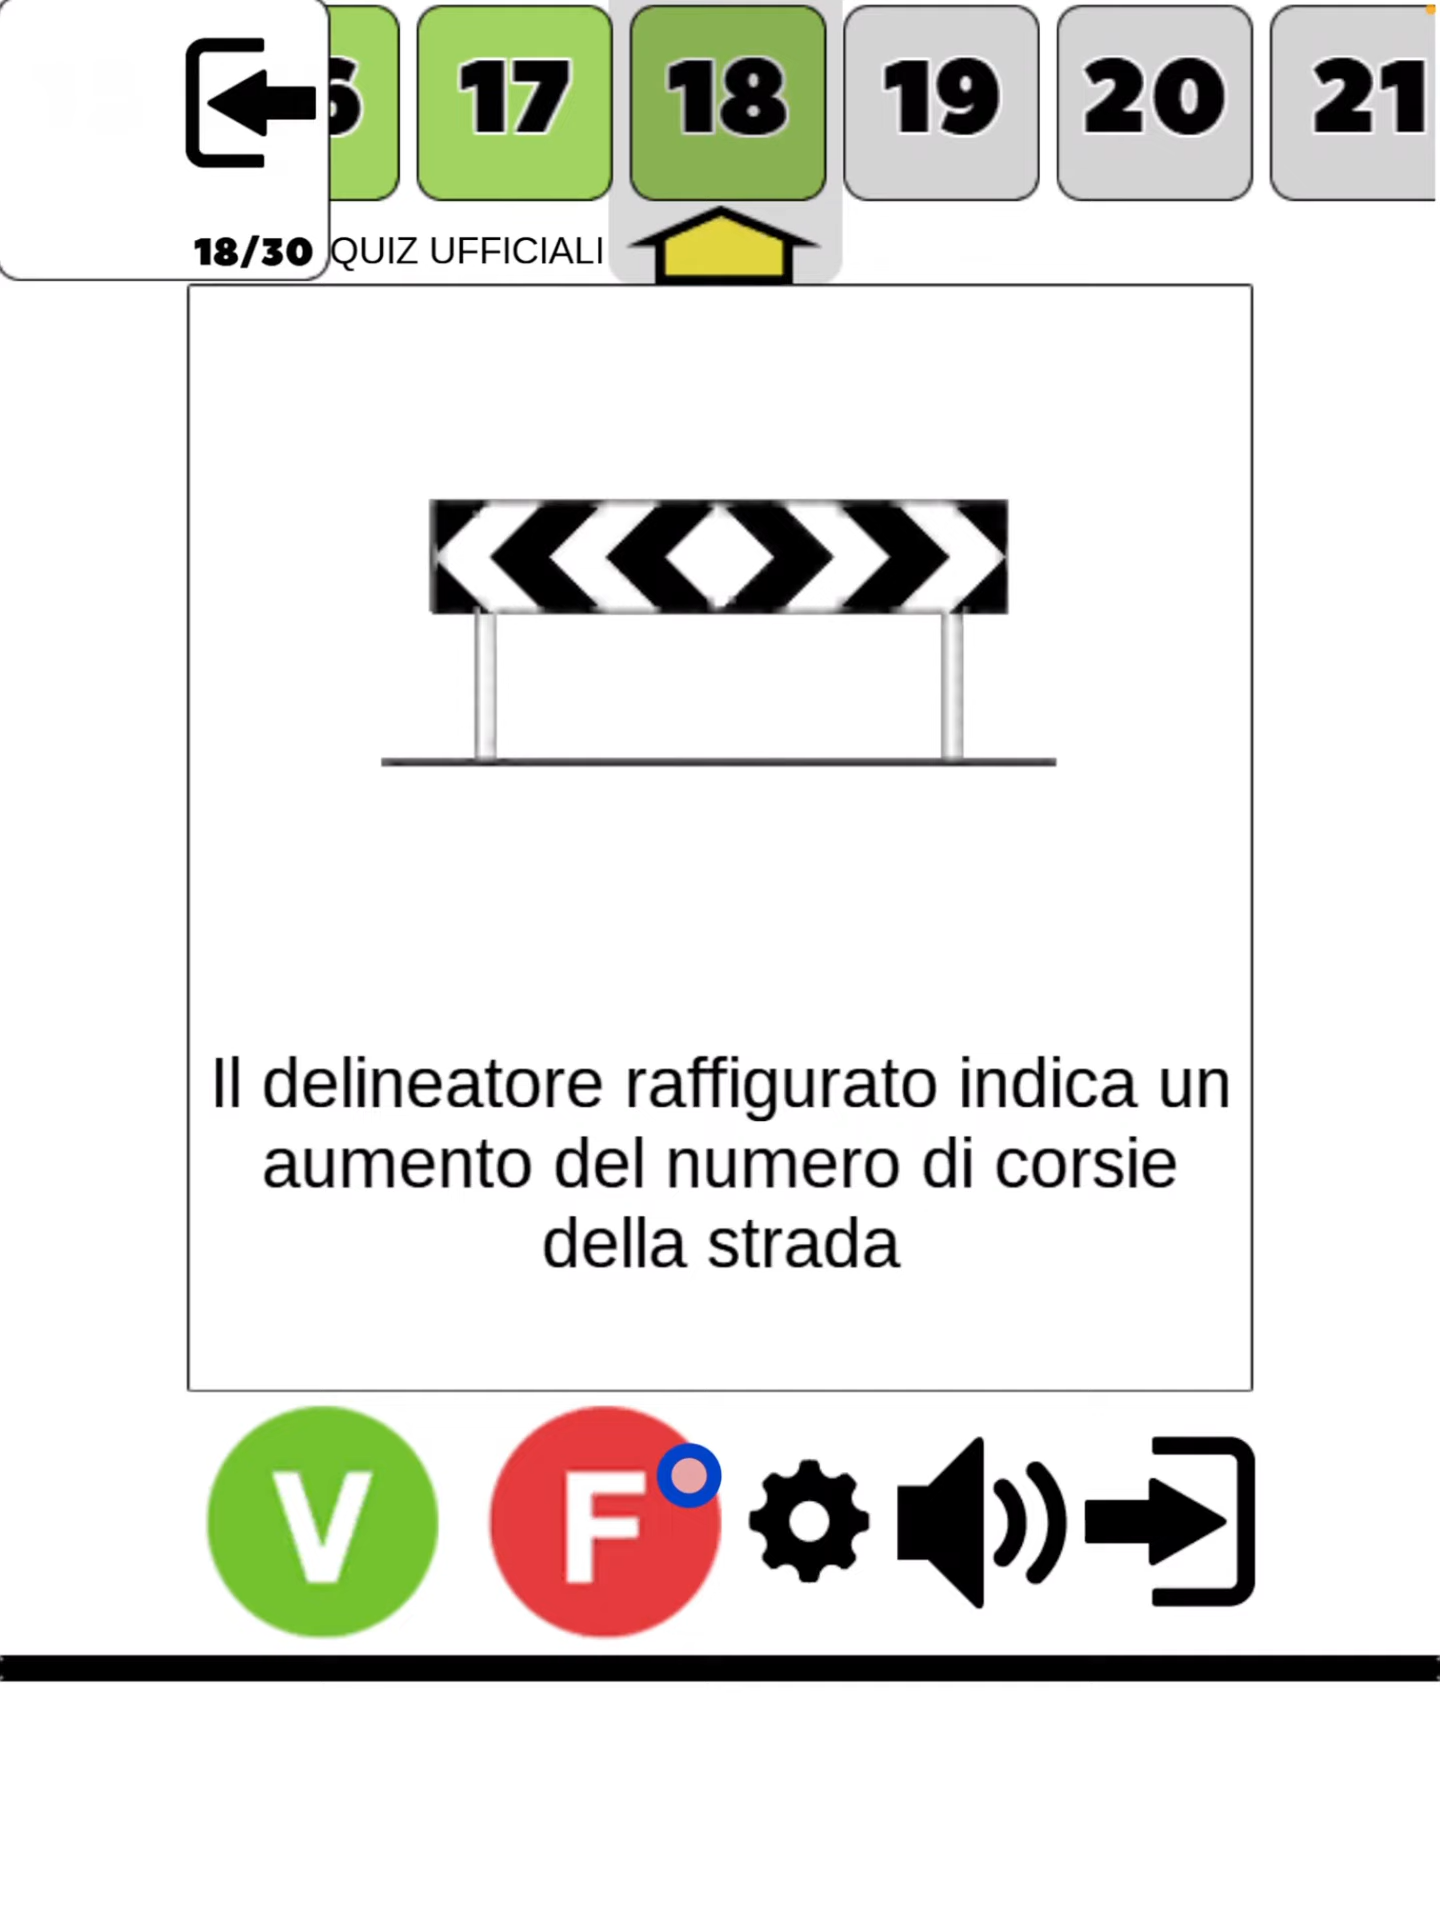 6 17 18 19 20 21
18/30 QUIZ UFFICIALI
Il delineatore raffigurato indica un
aumento del numero di corsie
della strada
V F